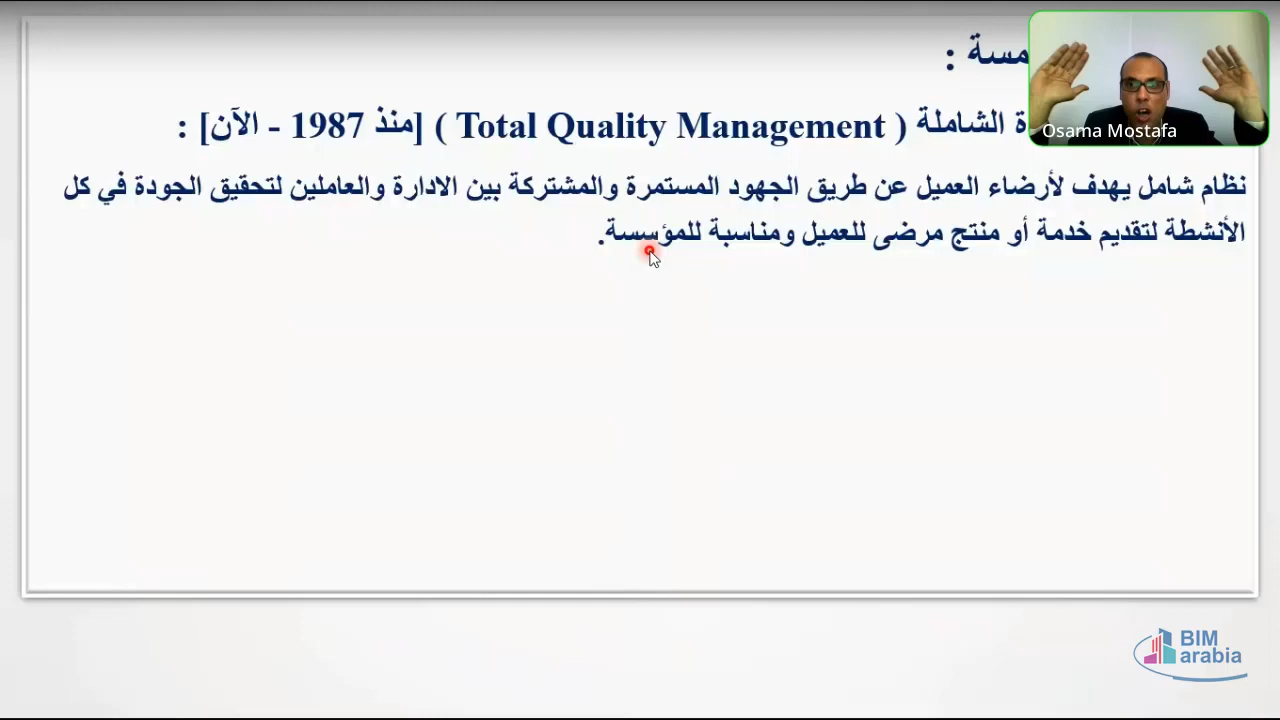 : مسة
ة الشاملة ( Total Quality Management ) [منذ 1987 - الآن] :
نظام شامل يهدف لأرضاء العميل عن طريق الجهود المستمرة والمشتركة بين الادارة والعاملين لتحقيق الجودة في كل
الأنشطة لتقديم خدمة أو منتج مرضى للعميل ومناسبة للمؤسسة.
Osama Mostafa
BIM
arabia